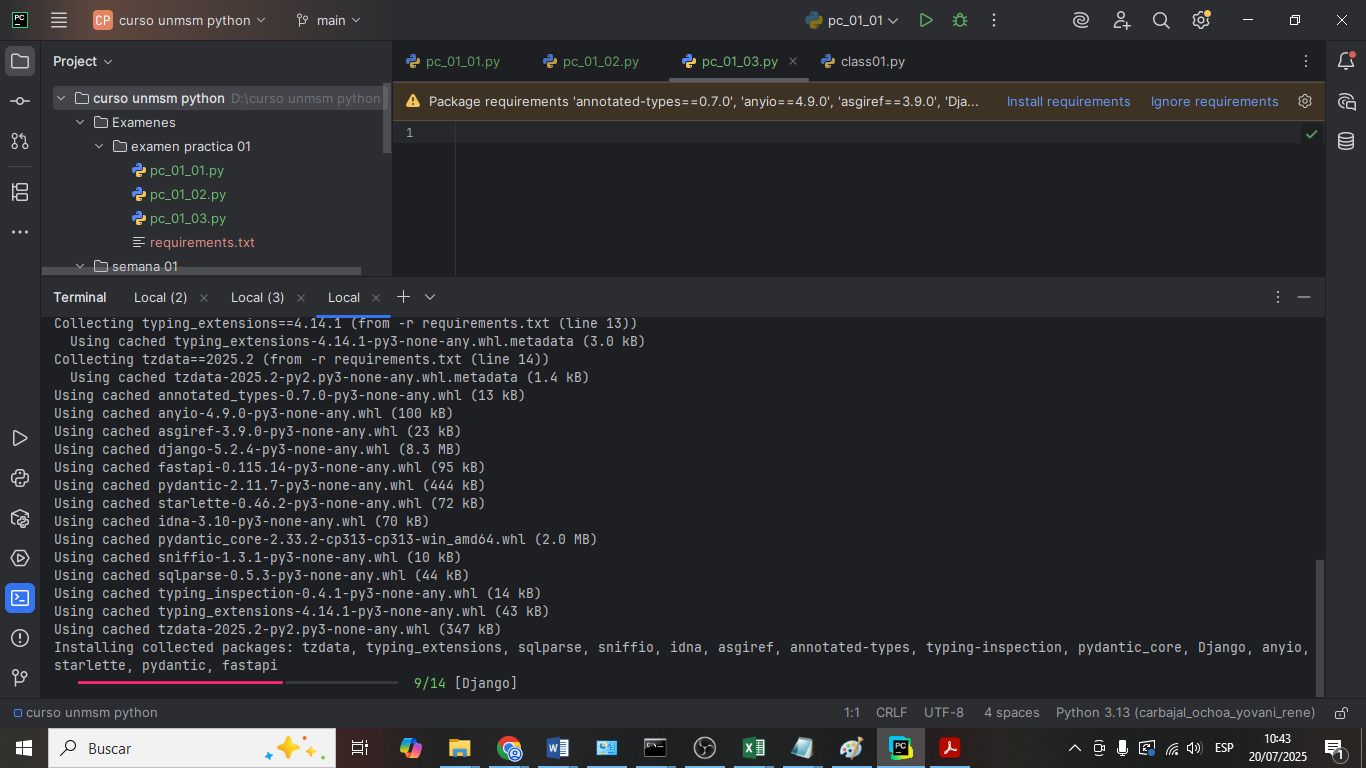 CP curso unmsm python main pc_01_01
Project
pc_01_01.py pc_01_02.py pc_01_03.py class01.py
curso unmsm python D:\curso unmsm python
Package requirements 'annotated-types==0.7.0', 'anyio==4.9.0', 'asgiref==3.9.0', 'Dja... Install requirements Ignore requirements
Examenes
1
examen practica 01
pc_01_01.py
pc_01_02.py
pc_01_03.py
requirements.txt
semana 01
Terminal Local (2) Local (3) Local
Collecting typing_extensions==4.14.1 (from -r requirements.txt (line 13))
Using cached typing_extensions-4.14.1-py3-none-any.whl.metadata (3.0 kB)
Collecting tzdata==2025.2 (from -r requirements.txt (line 14))
Using cached tzdata-2025.2-py2.py3-none-any.whl.metadata (1.4 kB)
Using cached annotated_types-0.7.0-py3-none-any.whl (13 kB)
Using cached anyio-4.9.0-py3-none-any.whl (100 kB)
Using cached asgiref-3.9.0-py3-none-any.whl (23 kB)
Using cached django-5.2.4-py3-none-any.whl (8.3 MB)
Using cached fastapi-0.115.14-py3-none-any.whl (95 kB)
Using cached pydantic-2.11.7-py3-none-any.whl (444 kB)
Using cached starlette-0.46.2-py3-none-any.whl (72 kB)
Using cached idna-3.10-py3-none-any.whl (70 kB)
Using cached pydantic_core-2.33.2-cp313-cp313-win_amd64.whl (2.0 MB)
Using cached sniffio-1.3.1-py3-none-any.whl (10 kB)
Using cached sqlparse-0.5.3-py3-none-any.whl (44 kB)
Using cached typing_inspection-0.4.1-py3-none-any.whl (14 kB)
Using cached typing_extensions-4.14.1-py3-none-any.whl (43 kB)
Using cached tzdata-2025.2-py2.py3-none-any.whl (347 kB)
Installing collected packages: tzdata, typing_extensions, sqlparse, sniffio, idna, asgiref, annotated-types, typing-inspection, pydantic_core, Django, anyio,
starlette, pydantic, fastapi
9/14 [Django]
curso unmsm python 1:1 CRLF UTF-8 4 spaces Python 3.13 (carbajal_ochoa_yovani_rene)
Buscar ESP 10:43
20/07/2025 1